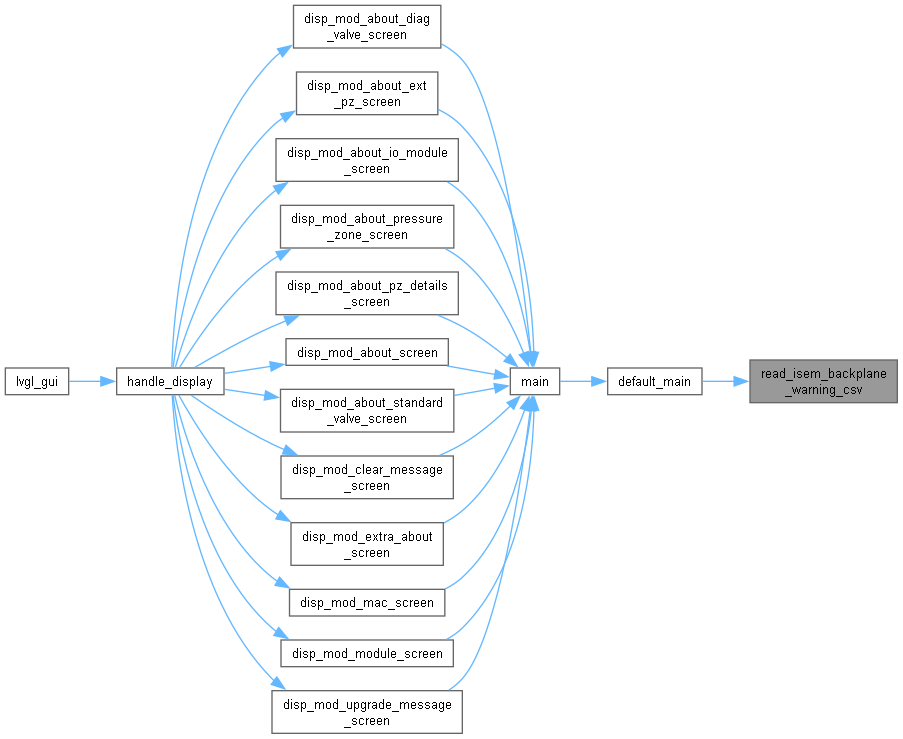 disp_mod_about_diag
_valve_screen
disp_mod_about_ext
_pz_screen
disp_mod_about_io_module
_screen
disp_mod_about_pressure
_zone_screen
disp_mod_about_pz_details
_screen
disp_mod_about_screen
lvgl_gui
handle_display
main
default_main
read_isem_backplane
_warning_csv
disp_mod_about_standard
_valve_screen
disp_mod_clear_message
_screen
disp_mod_extra_about
_screen
disp_mod_mac_screen
disp_mod_module_screen
disp_mod_upgrade_message
_screen